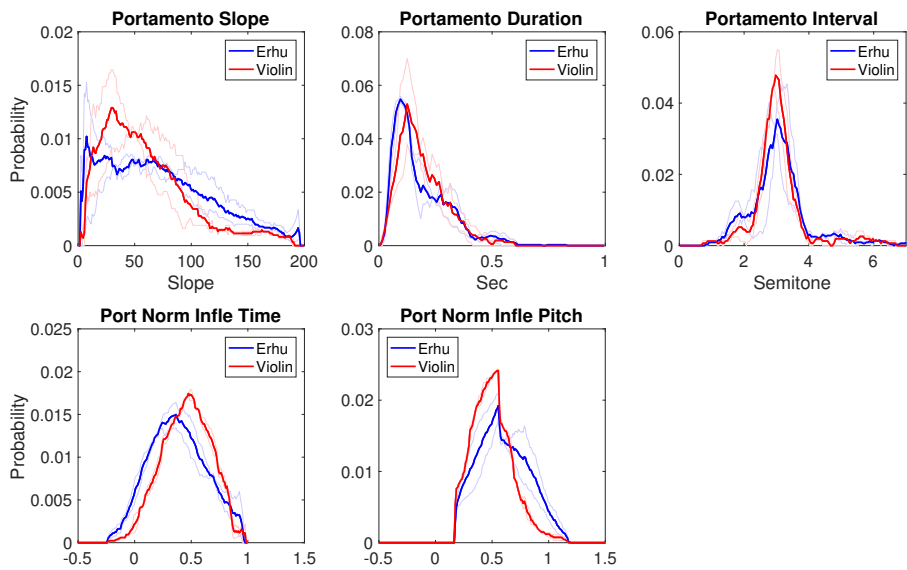 Portamento Slope
0.02
0.015
0.01
0.005
0
Probability
0 50 100 150 200
Slope
Erhu
Violin
Portamento Duration
0.08
0.06
0.04
0.02
0
0 0.5 1
Sec
Erhu
Violin
Portamento Interval
0.06
0.04
0.02
0
0 2 4 6
Semitone
Erhu
Violin
Port Norm Infle Time
0.025
0.02
0.015
0.01
0.005
0
Probability
-0.5 0 0.5 1 1.5
Erhu
Violin
Port Norm Infle Pitch
0.03
0.02
0.01
0
-0.5 0 0.5 1 1.5
Erhu
Violin